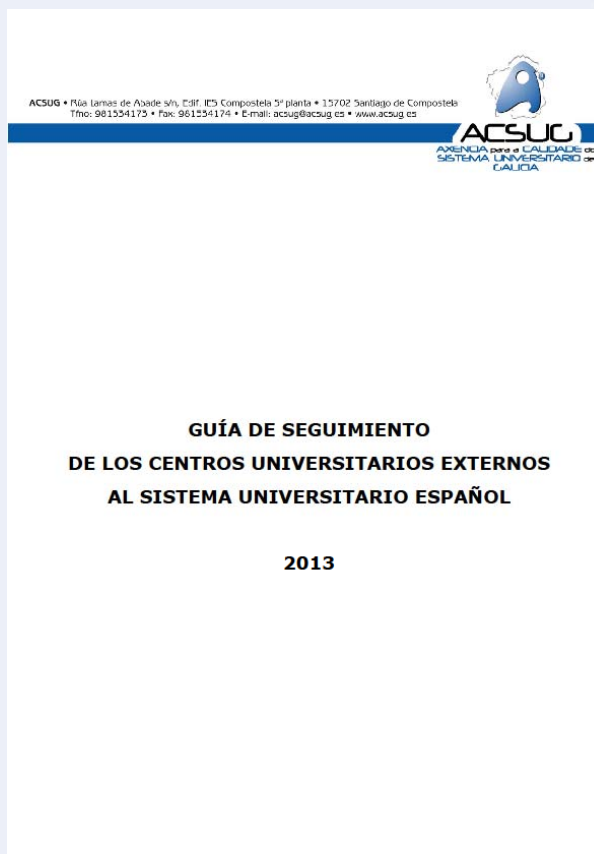 ACSUG • Rúa Lamas de Abade s/n, Edif. IES Compostela 5ª planta • 15702 Santiago de Compostela
Tfno: 981534173 • Fax: 981534174 • E-mail: acsug@acsug.es • www.acsug.es
ACSUG
AXENCIA para a CALIDADE do
SISTEMA UNIVERSITARIO de
GALICIA
GUÍA DE SEGUIMIENTO
DE LOS CENTROS UNIVERSITARIOS EXTERNOS
AL SISTEMA UNIVERSITARIO ESPAÑOL
2013